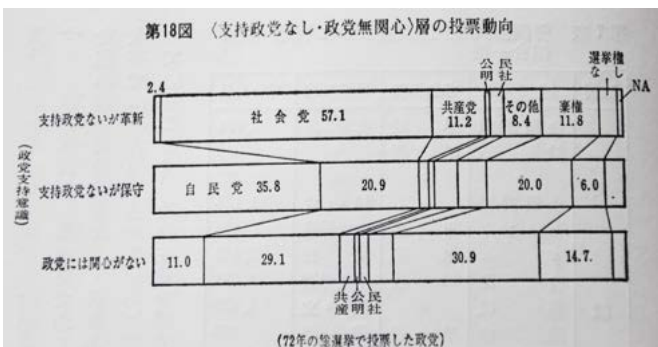 第18図 〈支持政党なし・政党無関心〉層の投票動向
公明
民社
選挙権なし
NA
2.4
支持政党ないが革新
社会党 57.1
共産党 11.2
その他 8.4
棄権 11.8
(政党支持意識)
支持政党ないが保守
自民党 35.8
20.9
20.0
6.0
政党には関心がない
11.0
29.1
30.9
14.7.
共産
公明
民社
(72年の総選挙で投票した政党)